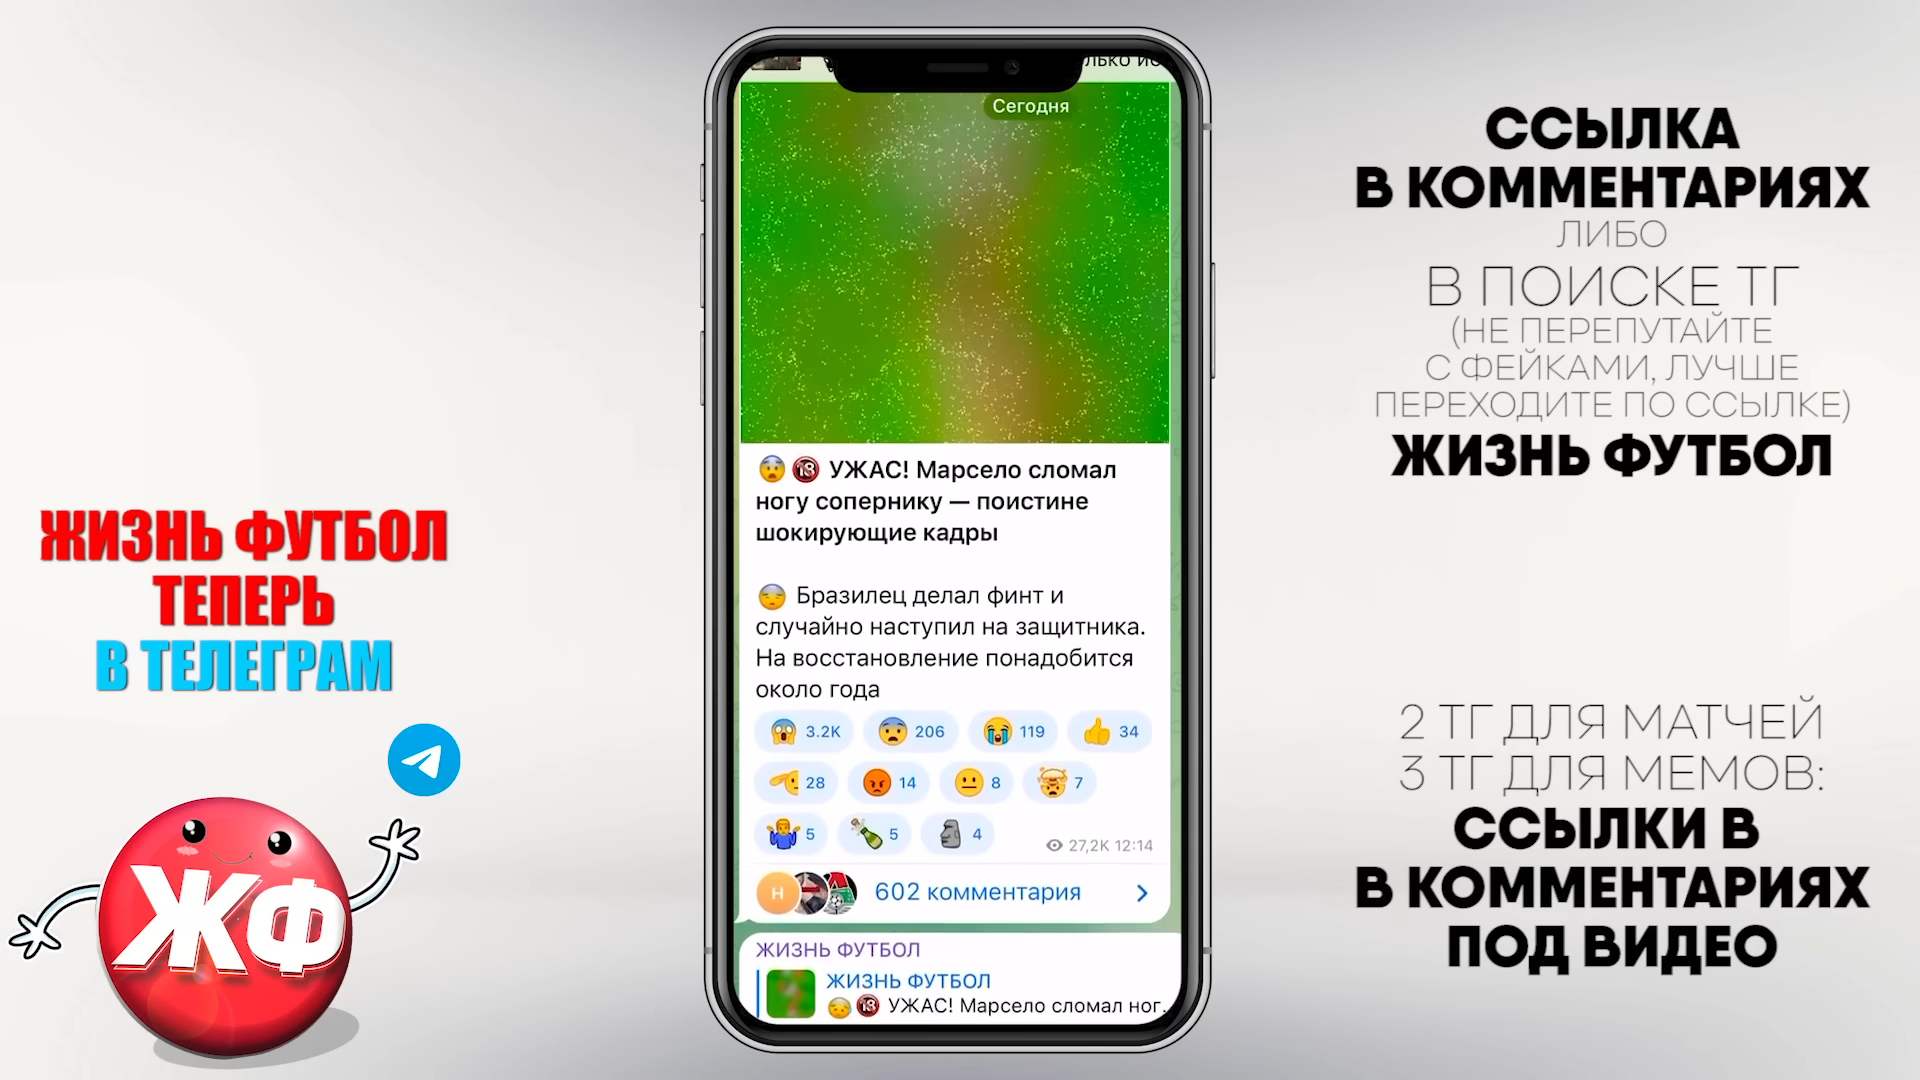 ЖИЗНЬ ФУТБОЛ
ТЕПЕРЬ
В ТЕЛЕГРАМ
ЖФ
Сегодня
😨🔞 УЖАС! Марсело сломал
ногу сопернику — поистине
шокирующие кадры
😔 Бразилец делал финт и
случайно наступил на защитника.
На восстановление понадобится
около года
😱 3.2K 😨 206 😭 119 👍 34
🫡 28 😡 14 😐 8 🤯 7
🤷‍♂️ 5 🍾 5 🗿 4
27,2K 12:14
Н
602 комментария
ЖИЗНЬ ФУТБОЛ
ЖИЗНЬ ФУТБОЛ
😔🔞 УЖАС! Марсело сломал ног.
ССЫЛКА
В КОММЕНТАРИЯХ
ЛИБО
В ПОИСКЕ ТГ
(НЕ ПЕРЕПУТАЙТЕ
С ФЕЙКАМИ, ЛУЧШЕ
ПЕРЕХОДИТЕ ПО ССЫЛКЕ)
ЖИЗНЬ ФУТБОЛ
2 ТГ ДЛЯ МАТЧЕЙ
3 ТГ ДЛЯ МЕМОВ:
ССЫЛКИ В
В КОММЕНТАРИЯХ
ПОД ВИДЕО